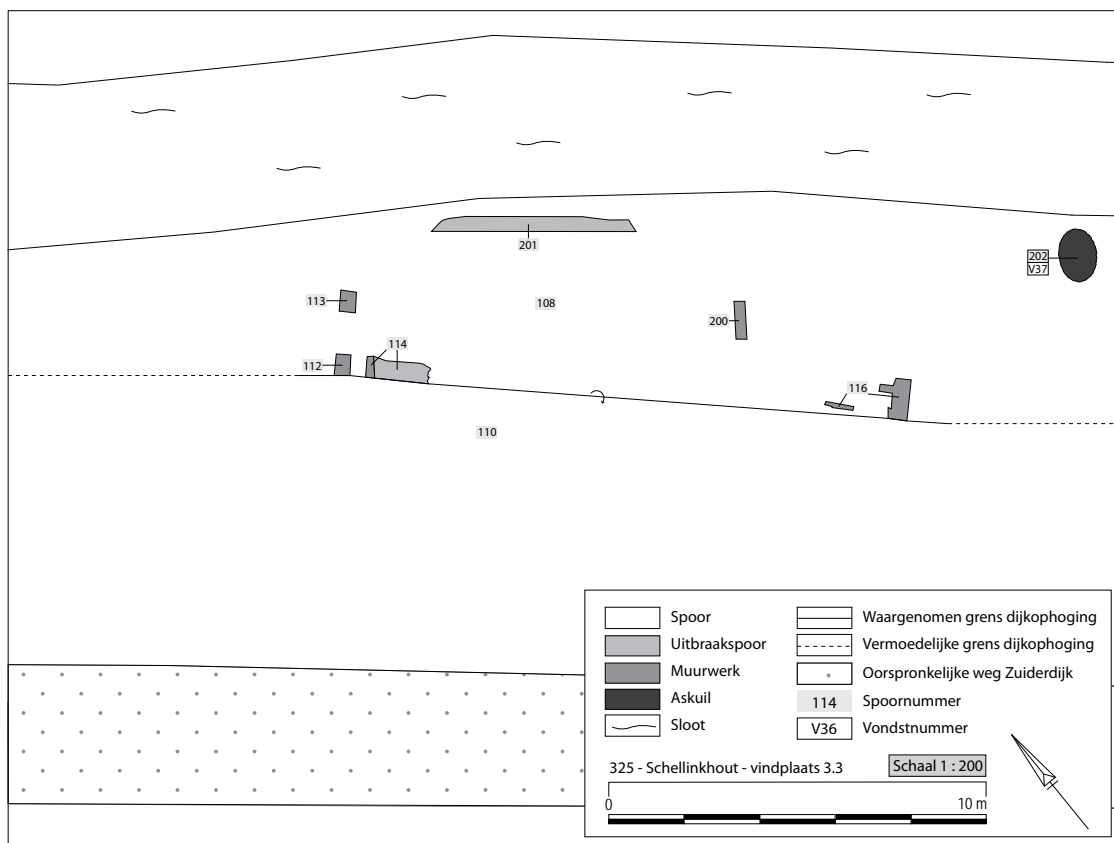 201
202
V37
113
108
200
114
112
116
110
Spoor
Uitbraakspoor
Muurwerk
Askuil
Sloot
Waargenomen grens dijkophoging
Vermoedelijke grens dijkophoging
Oorspronkelijke weg Zuiderdijk
114 Spoornummer
V36 Vondstnummer
325 - Schellinkhout - vindplaats 3.3
Schaal 1 : 200
0 10 m